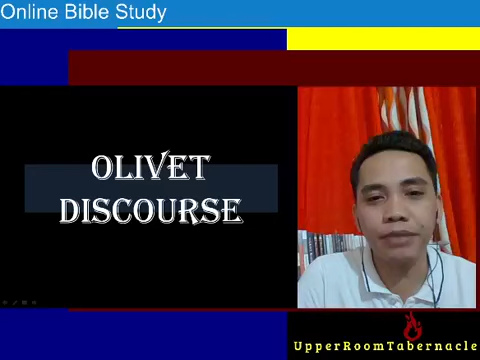 Online Bible Study
OLIVET
DISCOURSE
UpperRoomTabernacle